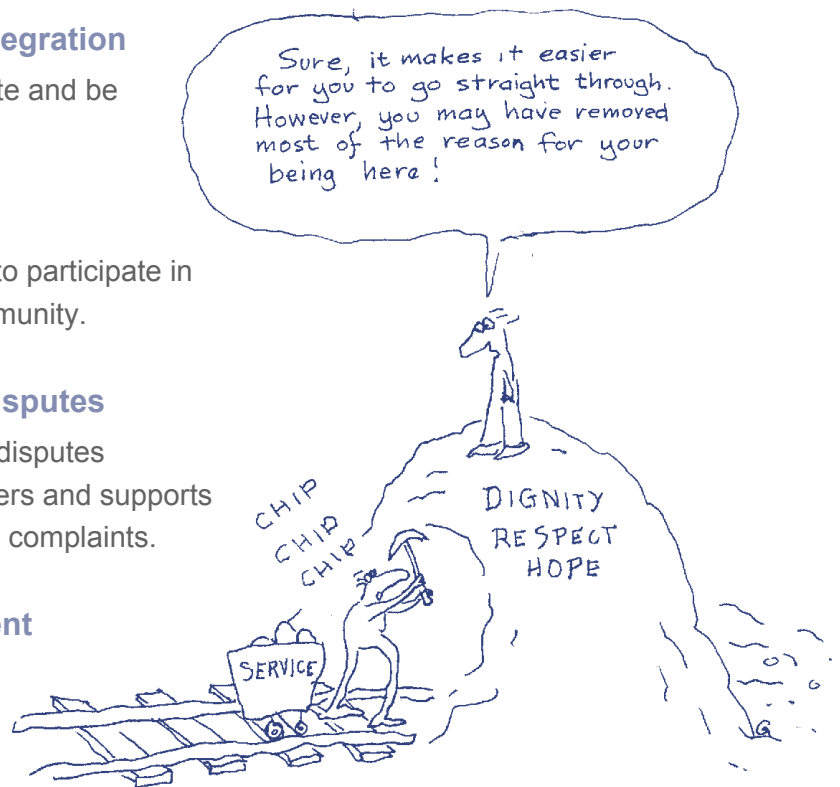 egration
te and be
to participate in
munity.
sputes
disputes
ers and supports
complaints.
ent
Sure, it makes it easier
for you to go straight through.
However, you may have removed
most of the reason for your
being here!
CHIP
CHIP
CHIP
DIGNITY
RESPECT
HOPE
SERVICE
G